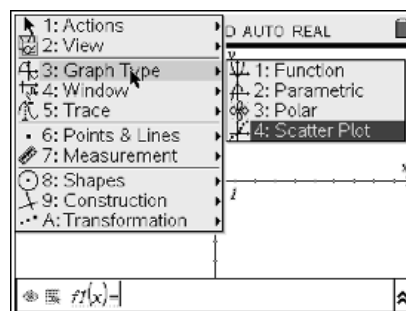 1: Actions
2: View
3: Graph Type
4: Window
5: Trace
6: Points & Lines
7: Measurement
8: Shapes
9: Construction
A: Transformation
D AUTO REAL
y
1: Function
2: Parametric
3: Polar
4: Scatter Plot
x
1
f1(x)=